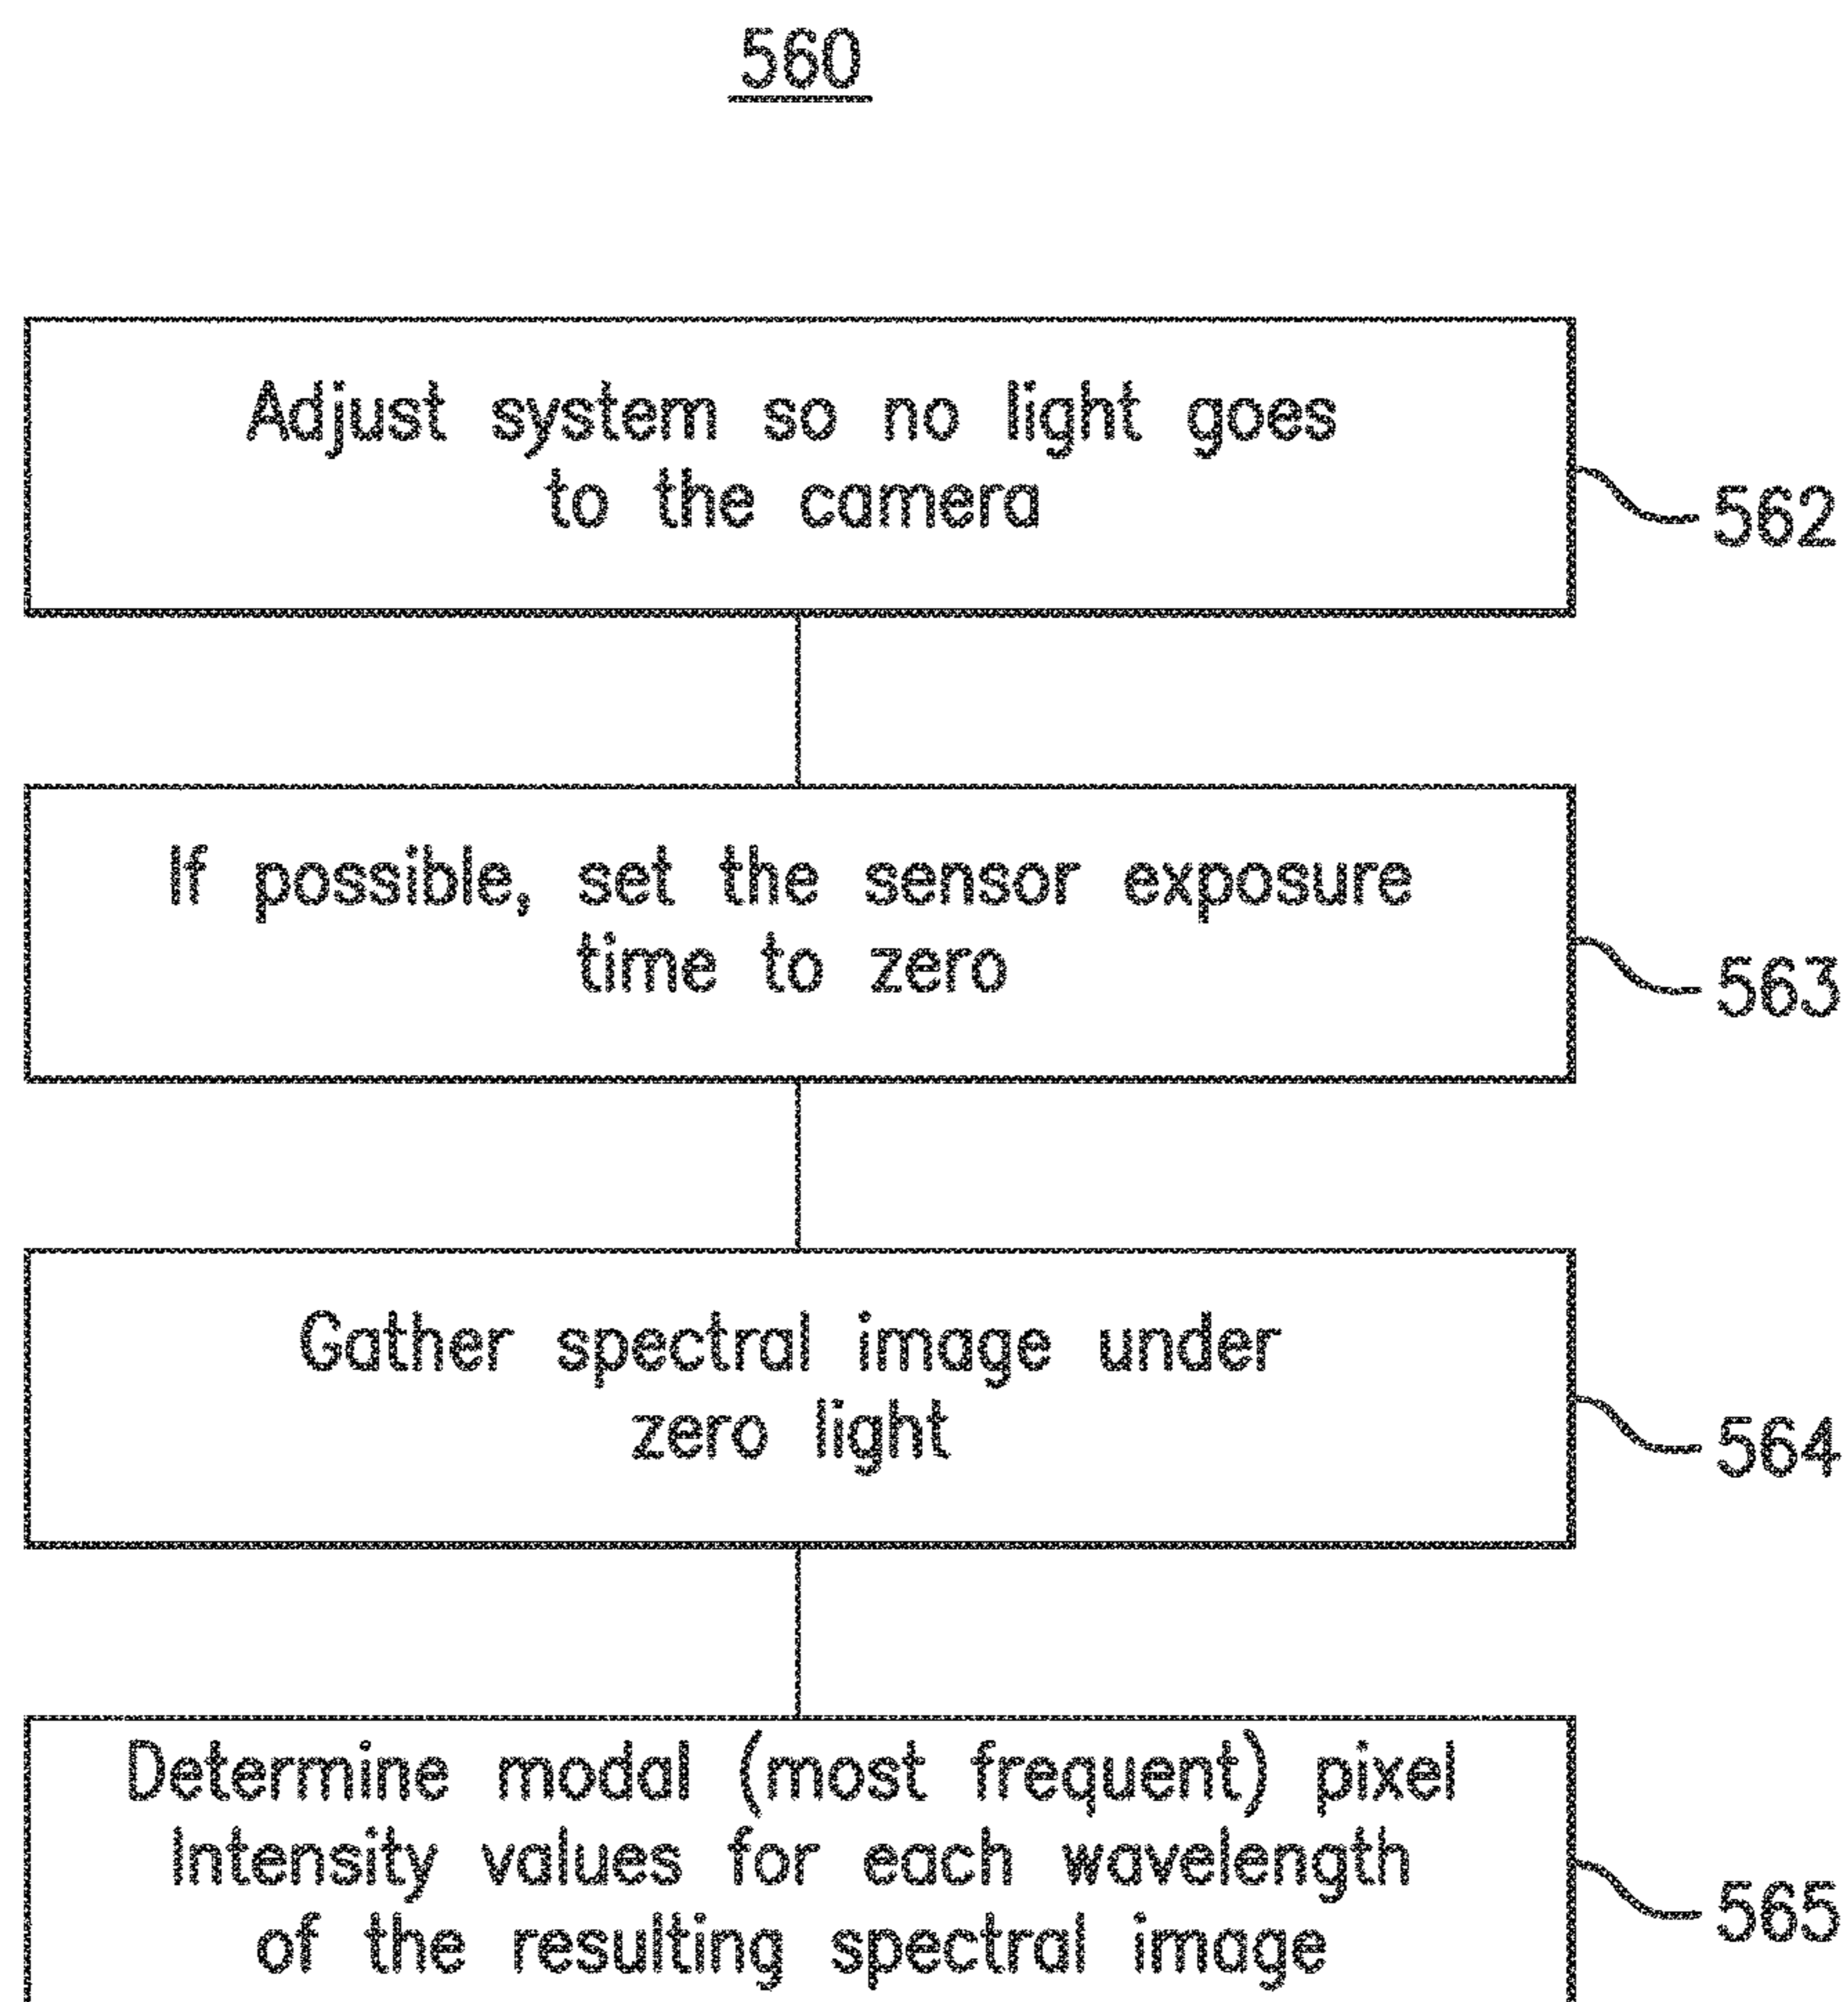 560
Adjust system so no light goes
to the camera
562
If possible, set the sensor exposure
time to zero
563
Gather spectral image under
zero light
564
Determine modal (most frequent) pixel
Intensity values for each wavelength
of the resulting spectral image
565